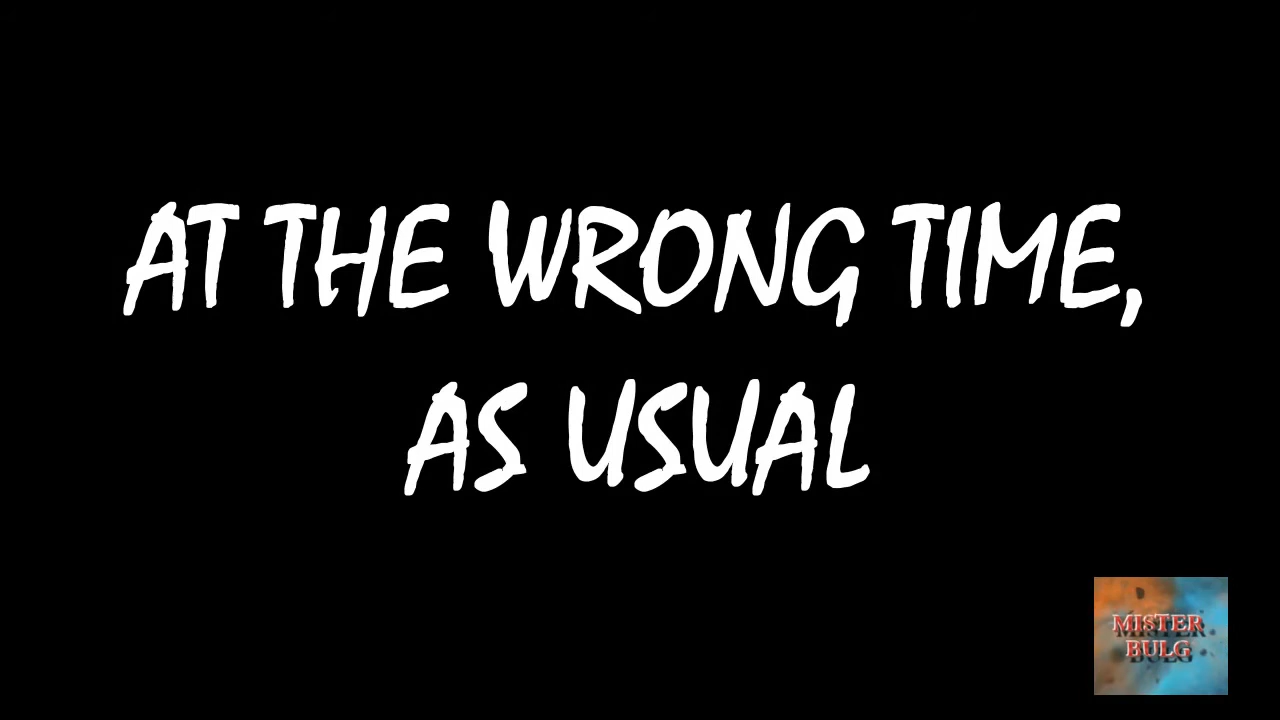 AT THE WRONG TIME,
AS USUAL
MISTER
BULG